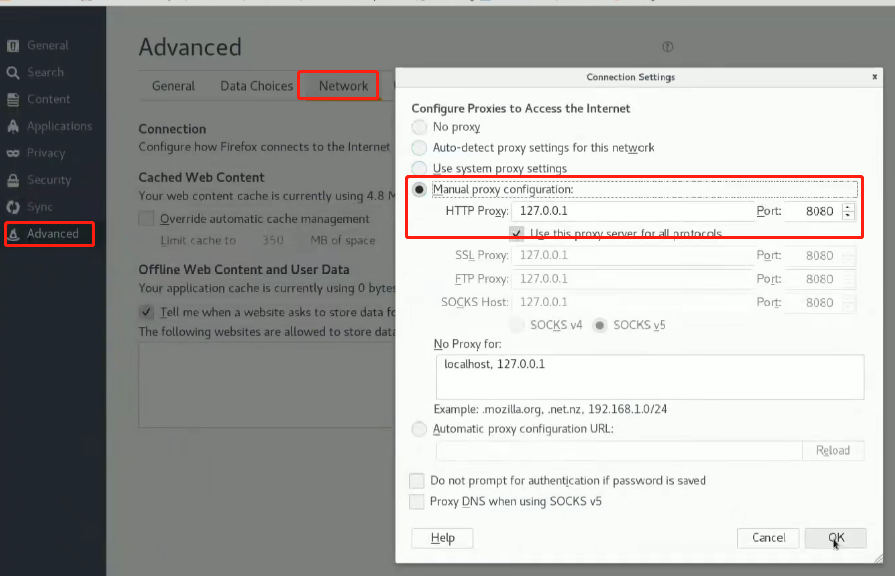 General
Search
Content
Applications
Privacy
Security
Sync
Advanced
Advanced
General
Data Choices
Network
Connection
Configure how Firefox connects to the Internet
Cached Web Content
Your web content cache is currently using 4.8 M
Override automatic cache management
Limit cache to 350 MB of space
Offline Web Content and User Data
Your application cache is currently using 0 bytes
Tell me when a website asks to store data fo
The following websites are allowed to store data
Connection Settings
x
Configure Proxies to Access the Internet
No proxy
Auto-detect proxy settings for this network
Use system proxy settings
Manual proxy configuration:
HTTP Proxy: 127.0.0.1 Port: 8080
Use this proxy server for all protocols
SSL Proxy: 127.0.0.1 Port: 8080
FTP Proxy: 127.0.0.1 Port: 8080
SOCKS Host: 127.0.0.1 Port: 8080
SOCKS v4 SOCKS v5
No Proxy for:
localhost, 127.0.0.1
Example: .mozilla.org, .net.nz, 192.168.1.0/24
Automatic proxy configuration URL:
Reload
Do not prompt for authentication if password is saved
Proxy DNS when using SOCKS v5
Help
Cancel
OK